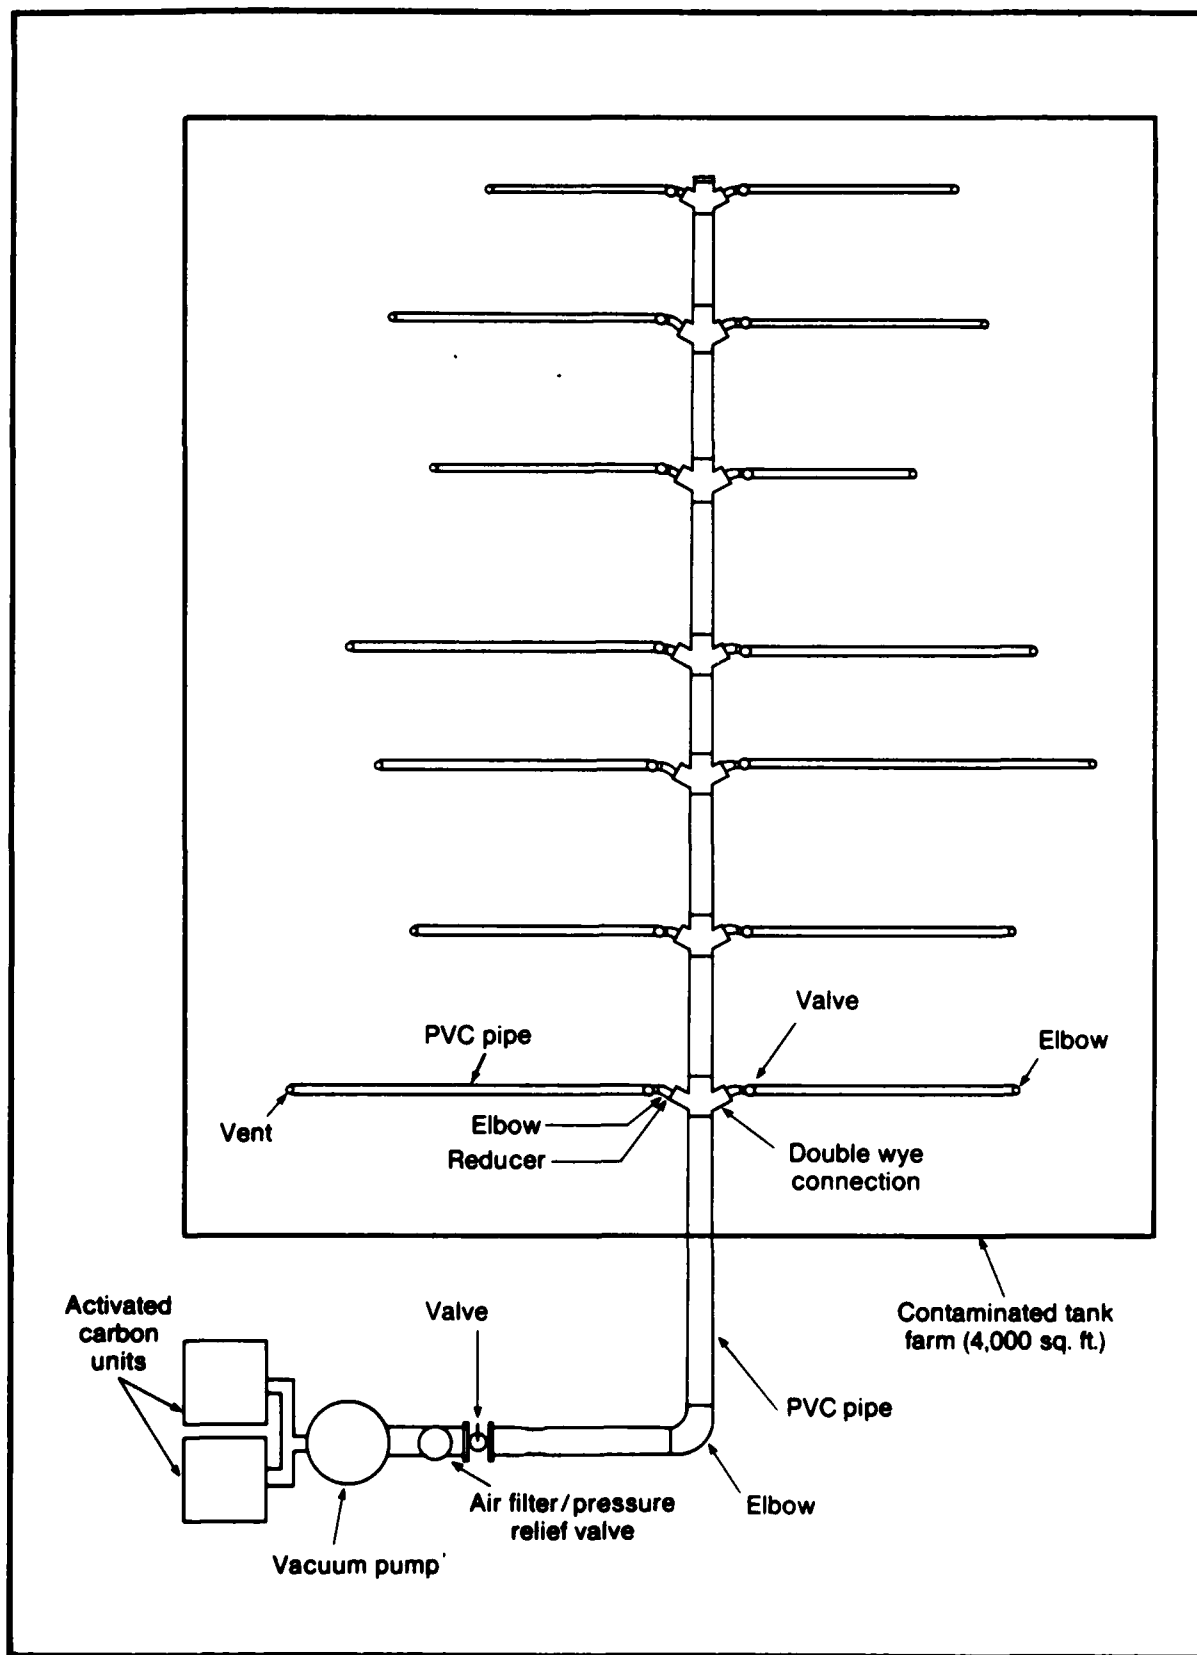 Valve
PVC pipe
Elbow
Vent
Elbow
Reducer
Double wye
connection
Activated
carbon
units
Valve
Contaminated tank
farm (4,000 sq. ft.)
PVC pipe
Air filter/pressure
relief valve
Elbow
Vacuum pump